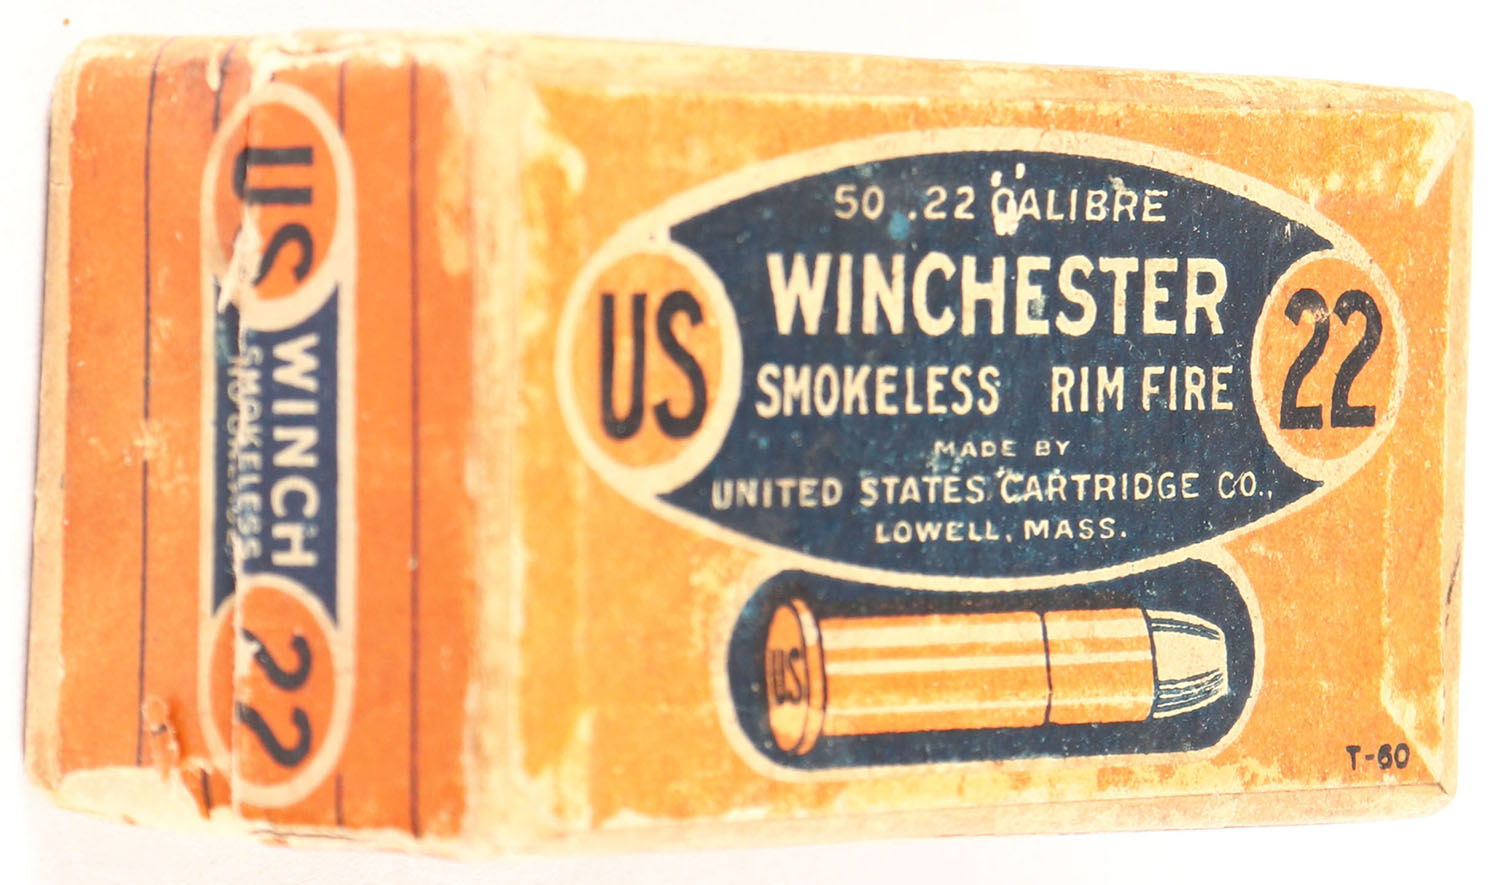 50 .22 CALIBRE
WINCHESTER
SMOKELESS RIM FIRE
MADE BY
UNITED STATES CARTRIDGE CO.,
LOWELL, MASS.
US
22
US
T-60
US
WINCH
SMOKELESS
22